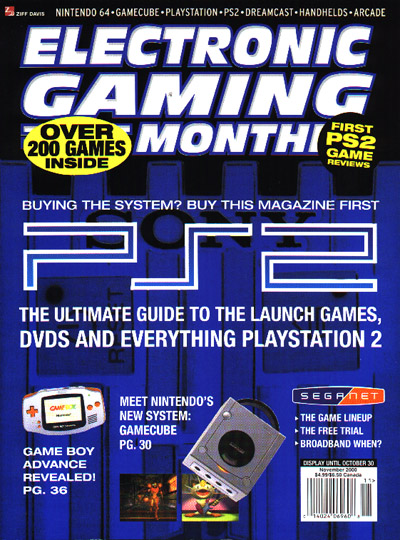 ZIFF DAVIS
NINTENDO 64 • GAMECUBE • PLAYSTATION • PS2 • DREAMCAST • HANDHELDS • ARCADE
ELECTRONIC
GAMING
MONTHLY
OVER
200 GAMES
INSIDE
FIRST
PS2
GAME
REVIEWS
BUYING THE SYSTEM? BUY THIS MAGAZINE FIRST
SONY
PS2
RESET
THE ULTIMATE GUIDE TO THE LAUNCH GAMES,
DVDS AND EVERYTHING PLAYSTATION 2
GAME BOY
ADVANCE
REVEALED!
PG. 36
MEET NINTENDO'S
NEW SYSTEM:
GAMECUBE
PG. 30
SEGANET
THE GAME LINEUP
THE FREE TRIAL
BROADBAND WHEN?
DISPLAY UNTIL OCTOBER 30
November 2000
$4.99/$6.50 Canada
11>